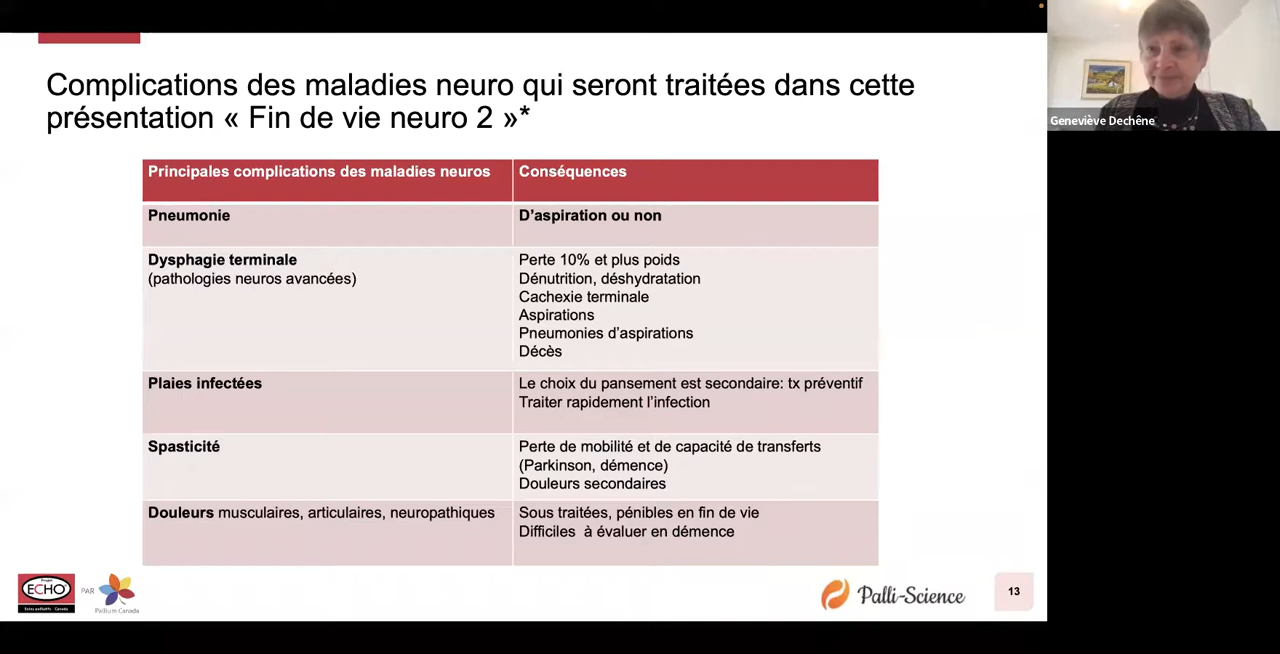 Complications des maladies neuro qui seront traitées dans cette
présentation « Fin de vie neuro 2 »*
Geneviève Dechêne
Principales complications des maladies neuros
Conséquences
Pneumonie
D'aspiration ou non
Dysphagie terminale
(pathologies neuros avancées)
Perte 10% et plus poids
Dénutrition, déshydratation
Cachexie terminale
Aspirations
Pneumonies d'aspirations
Décès
Plaies infectées
Le choix du pansement est secondaire: tx préventif
Traiter rapidement l'infection
Spasticité
Perte de mobilité et de capacité de transferts
(Parkinson, démence)
Douleurs secondaires
Douleurs musculaires, articulaires, neuropathiques
Sous traitées, pénibles en fin de vie
Difficiles à évaluer en démence
Projet
ECHO
Soins palliatifs Canada
PAR
Pallium Canada
Palli-Science
13